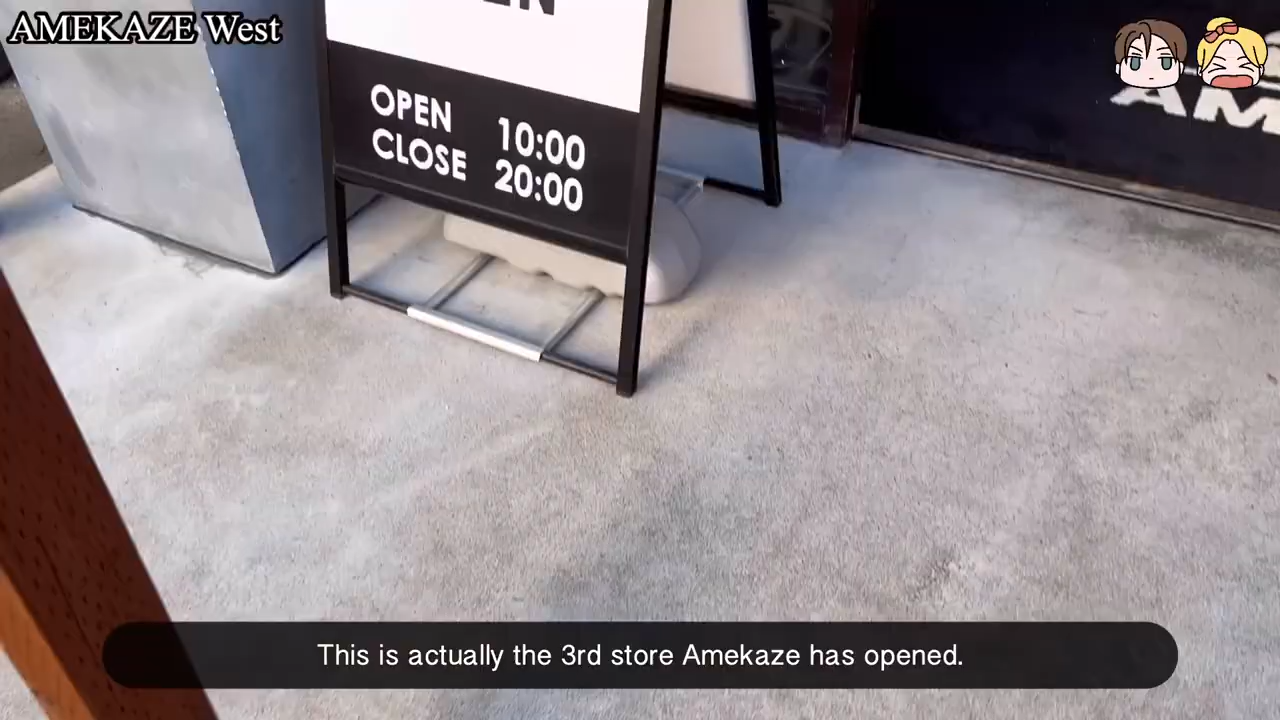 AMEKAZE West
OPEN 10:00
CLOSE 20:00
This is actually the 3rd store Amekaze has opened.